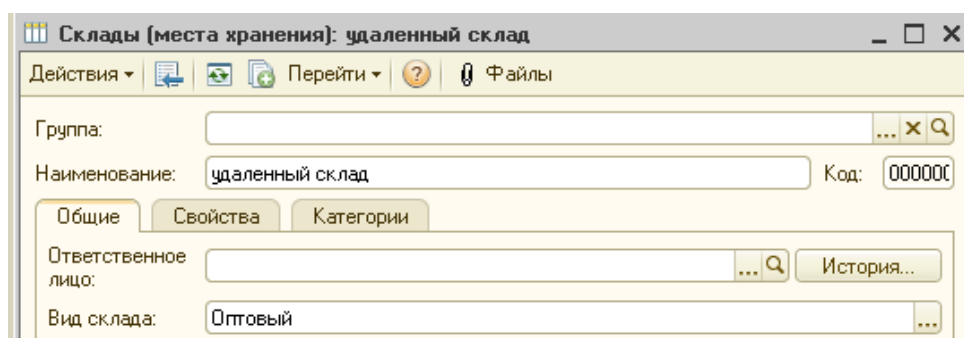 Склады (места хранения): удаленный склад
Действия Перейти ? Файлы
Группа: ... x
Наименование: удаленный склад Код: 000000
Общие Свойства Категории
Ответственное лицо: ... История...
Вид склада: Оптовый ...